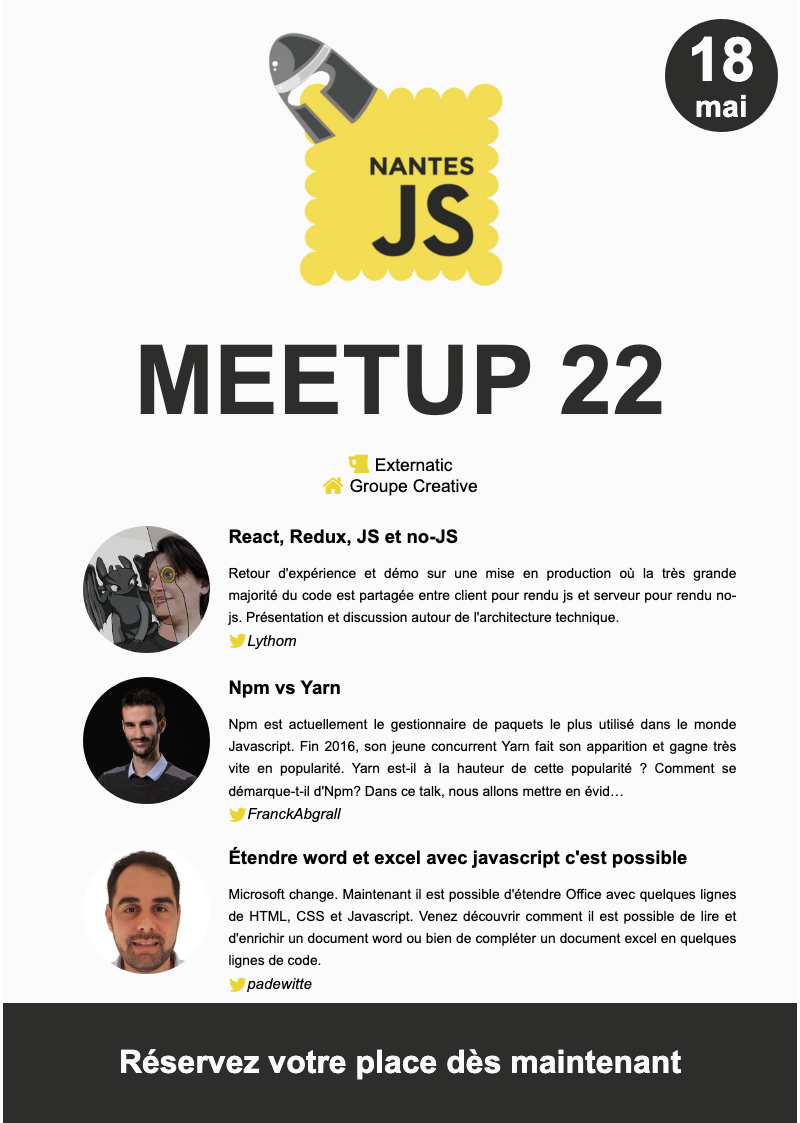 18
mai
NANTES
JS
MEETUP 22
Externatic
Groupe Creative
React, Redux, JS et no-JS
Retour d'expérience et démo sur une mise en production où la très grande
majorité du code est partagée entre client pour rendu js et serveur pour rendu no-
js. Présentation et discussion autour de l'architecture technique.
Lythom
Npm vs Yarn
Npm est actuellement le gestionnaire de paquets le plus utilisé dans le monde
Javascript. Fin 2016, son jeune concurrent Yarn fait son apparition et gagne très
vite en popularité. Yarn est-il à la hauteur de cette popularité ? Comment se
démarque-t-il d'Npm? Dans ce talk, nous allons mettre en évid…
FranckAbgrall
Étendre word et excel avec javascript c'est possible
Microsoft change. Maintenant il est possible d'étendre Office avec quelques lignes
de HTML, CSS et Javascript. Venez découvrir comment il est possible de lire et
d'enrichir un document word ou bien de compléter un document excel en quelques
lignes de code.
padewitte
Réservez votre place dès maintenant